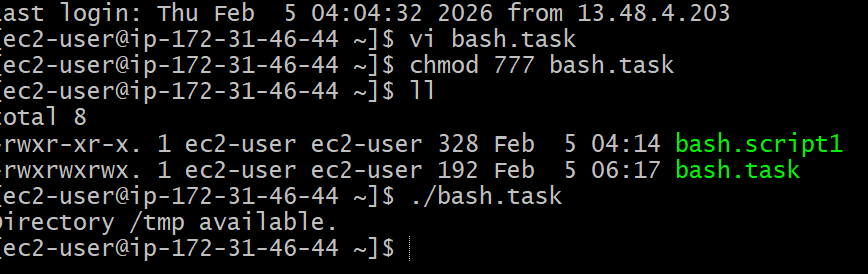 ast login: Thu Feb  5 04:04:32 2026 from 13.48.4.203
[ec2-user@ip-172-31-46-44 ~]$ vi bash.task
[ec2-user@ip-172-31-46-44 ~]$ chmod 777 bash.task
[ec2-user@ip-172-31-46-44 ~]$ ll
total 8
-rwxr-xr-x. 1 ec2-user ec2-user 328 Feb  5 04:14 bash.script1
-rwxrwxrwx. 1 ec2-user ec2-user 192 Feb  5 06:17 bash.task
[ec2-user@ip-172-31-46-44 ~]$ ./bash.task
Directory /tmp available.
[ec2-user@ip-172-31-46-44 ~]$